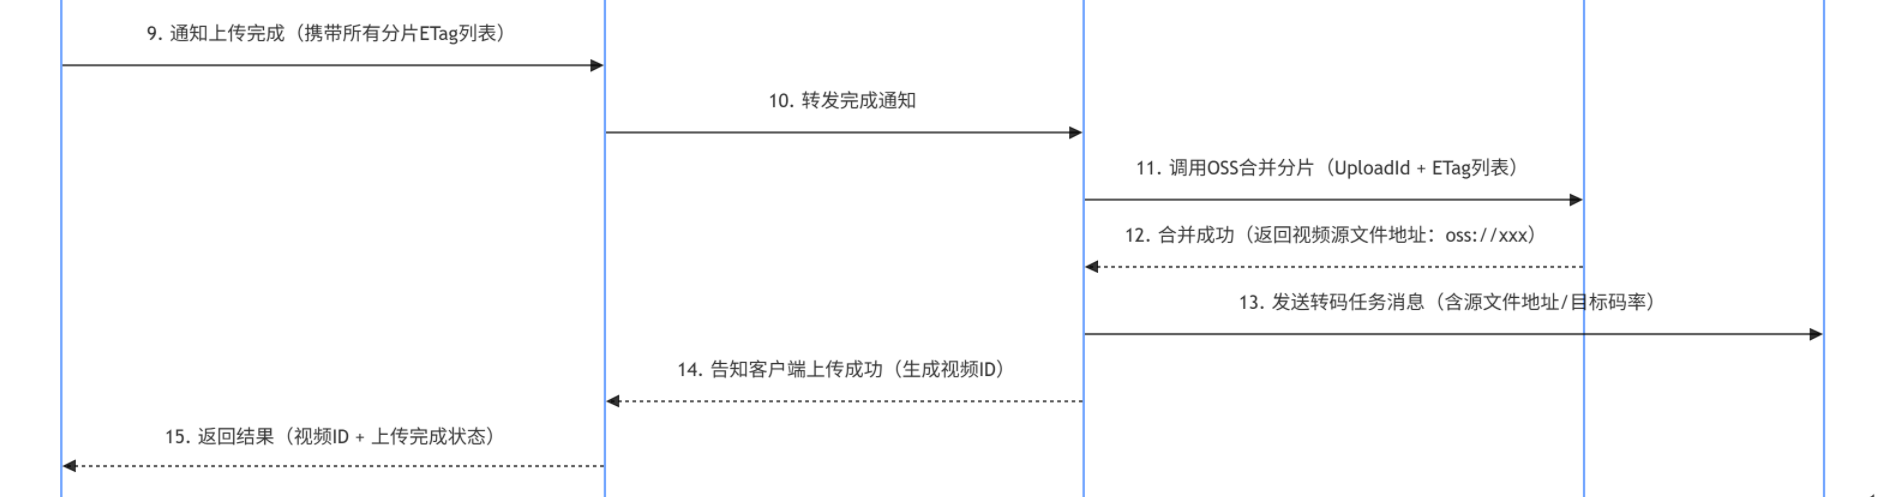 9. 通知上传完成（携带所有分片ETag列表）
10. 转发完成通知
11. 调用OSS合并分片（UploadId + ETag列表）
12. 合并成功（返回视频源文件地址：oss://xxx）
13. 发送转码任务消息（含源文件地址/目标码率）
14. 告知客户端上传成功（生成视频ID）
15. 返回结果（视频ID + 上传完成状态）